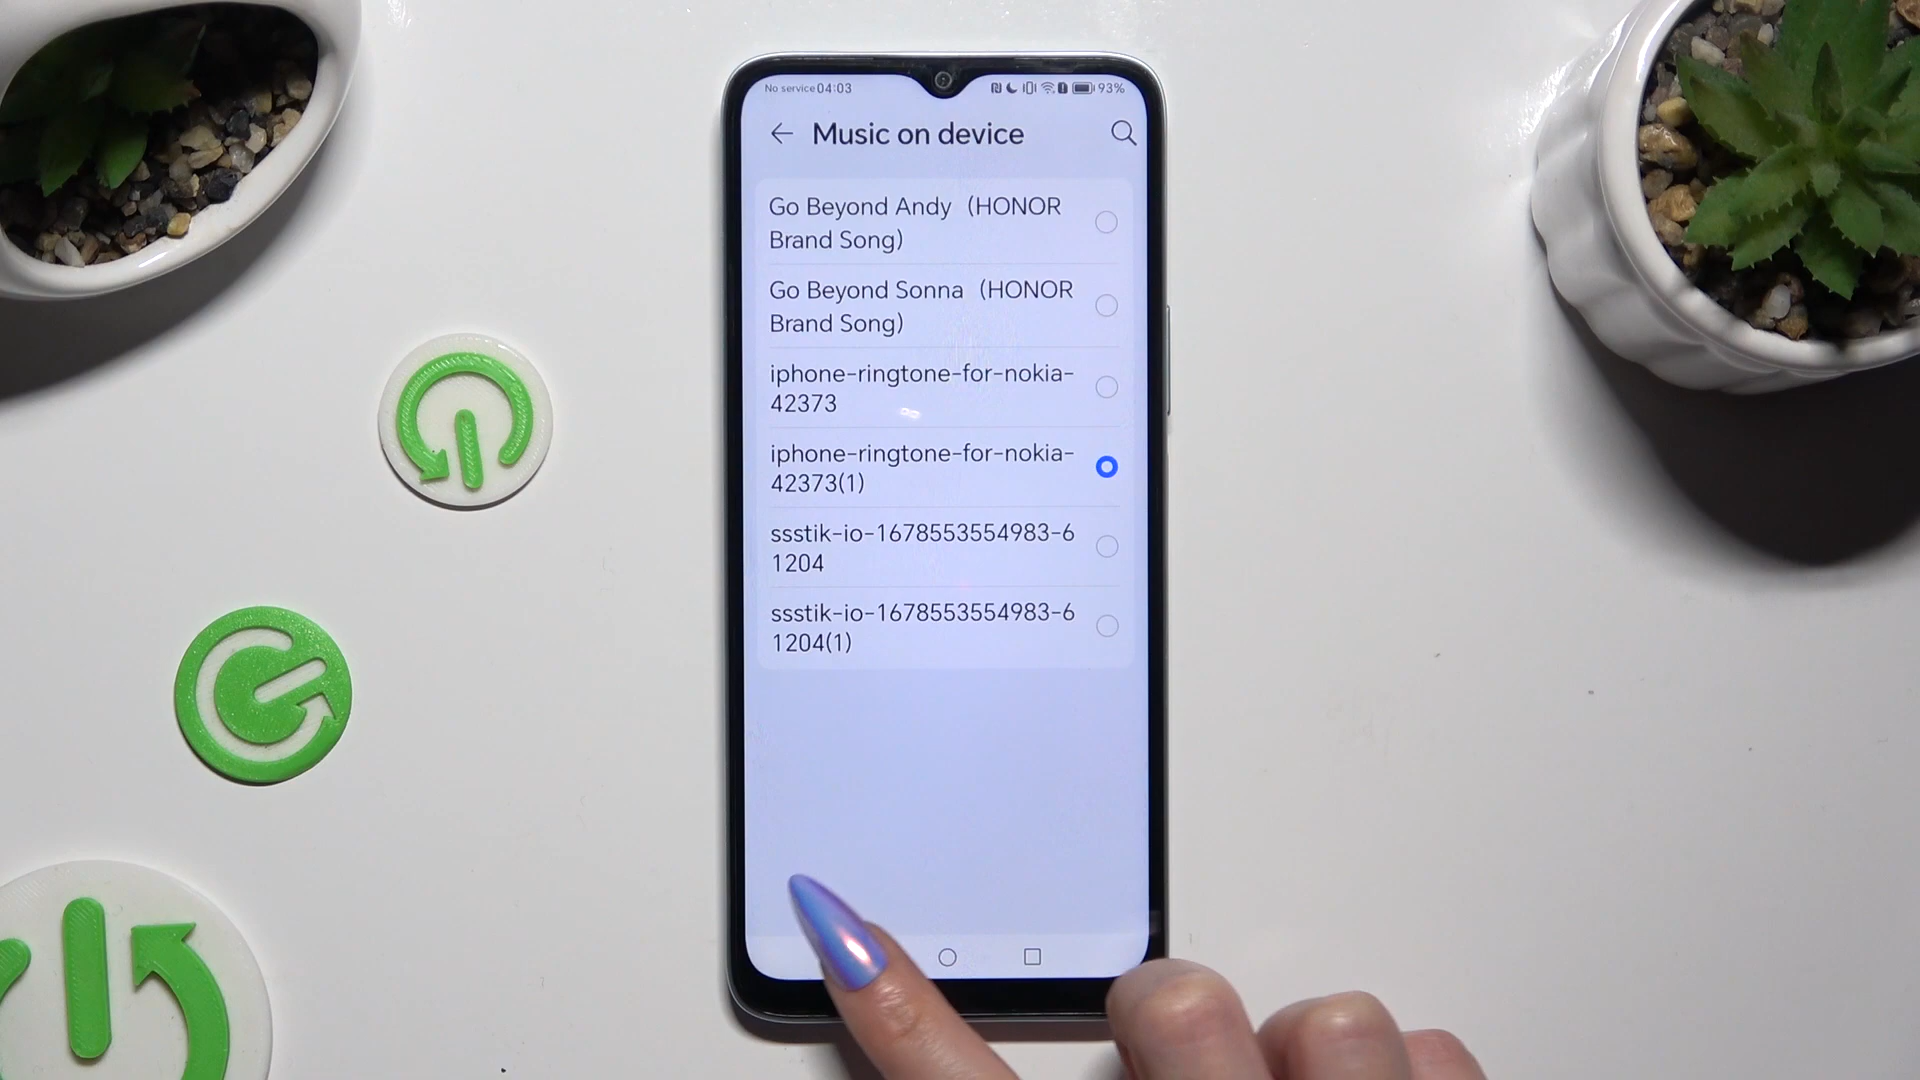 No service 04:03 93%
Music on device
Go Beyond Andy（HONOR
Brand Song)
Go Beyond Sonna（HONOR
Brand Song)
iphone-ringtone-for-nokia-
42373
iphone-ringtone-for-nokia-
42373(1)
ssstik-io-1678553554983-6
1204
ssstik-io-1678553554983-6
1204(1)